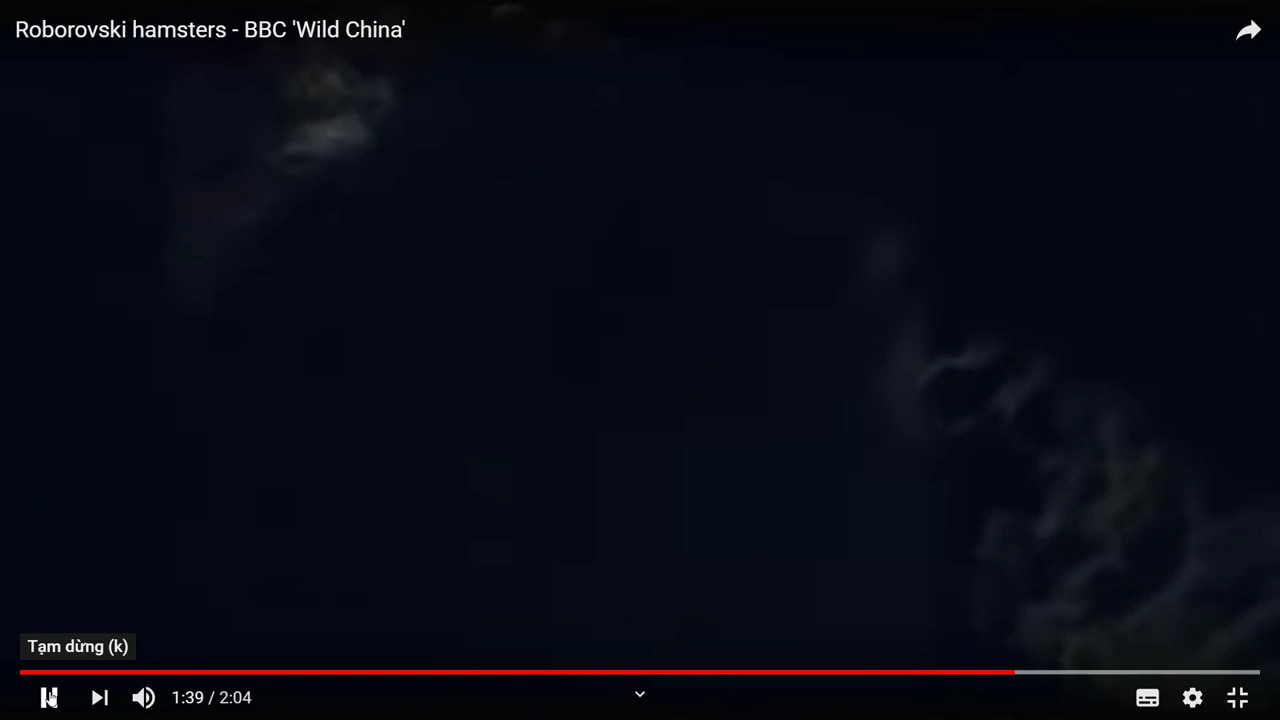 Roborovski hamsters - BBC 'Wild China'
Tạm dừng (k)
1:39 / 2:04